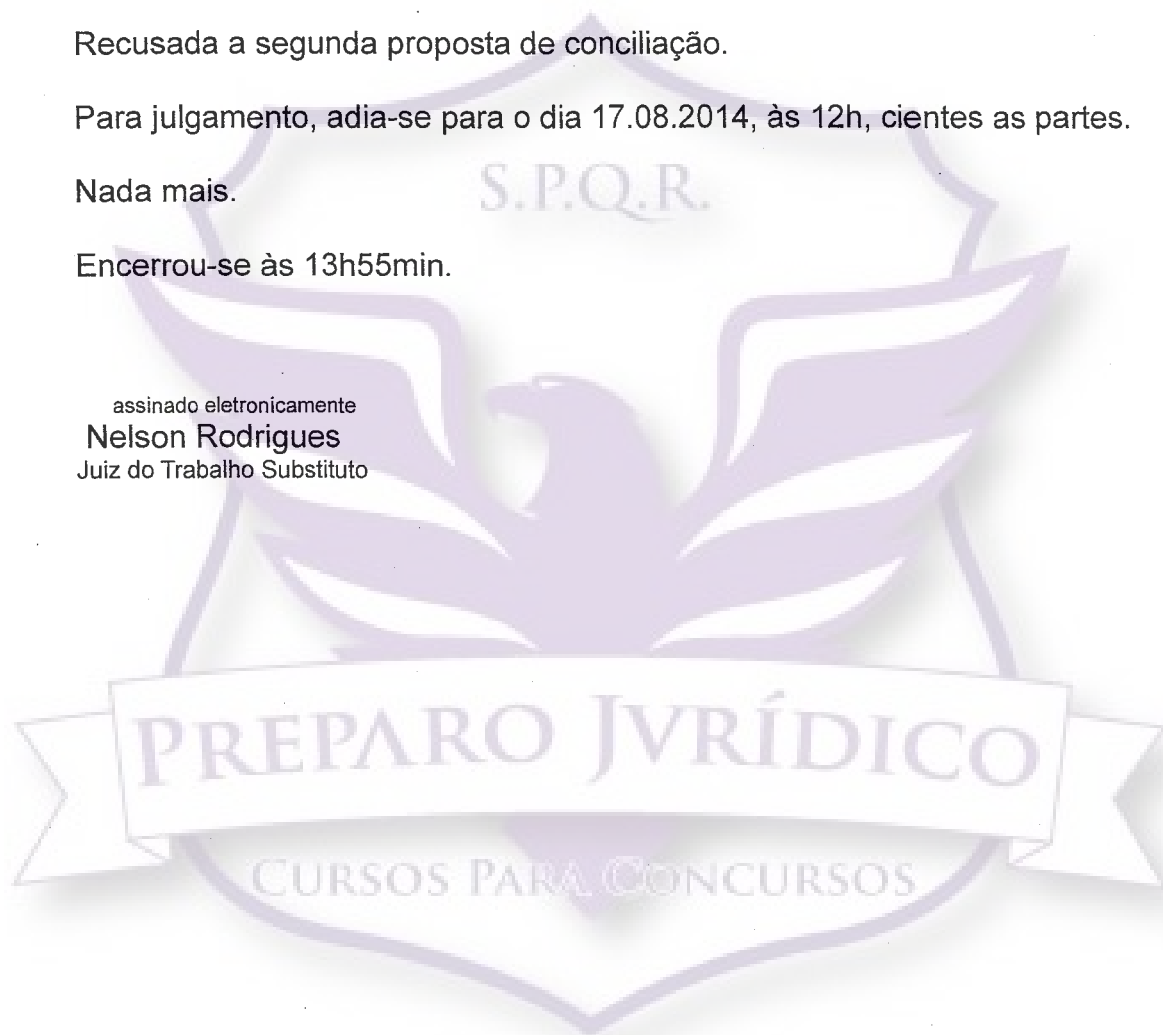 Recusada a segunda proposta de conciliação.
Para julgamento, adia-se para o dia 17.08.2014, às 12h, cientes as partes.
S.P.Q.R.
Nada mais.
Encerrou-se às 13h55min.
assinado eletronicamente
Nelson Rodrigues
Juiz do Trabalho Substituto
PREPARO JVRÍDICO
CURSOS PARA CONCURSOS